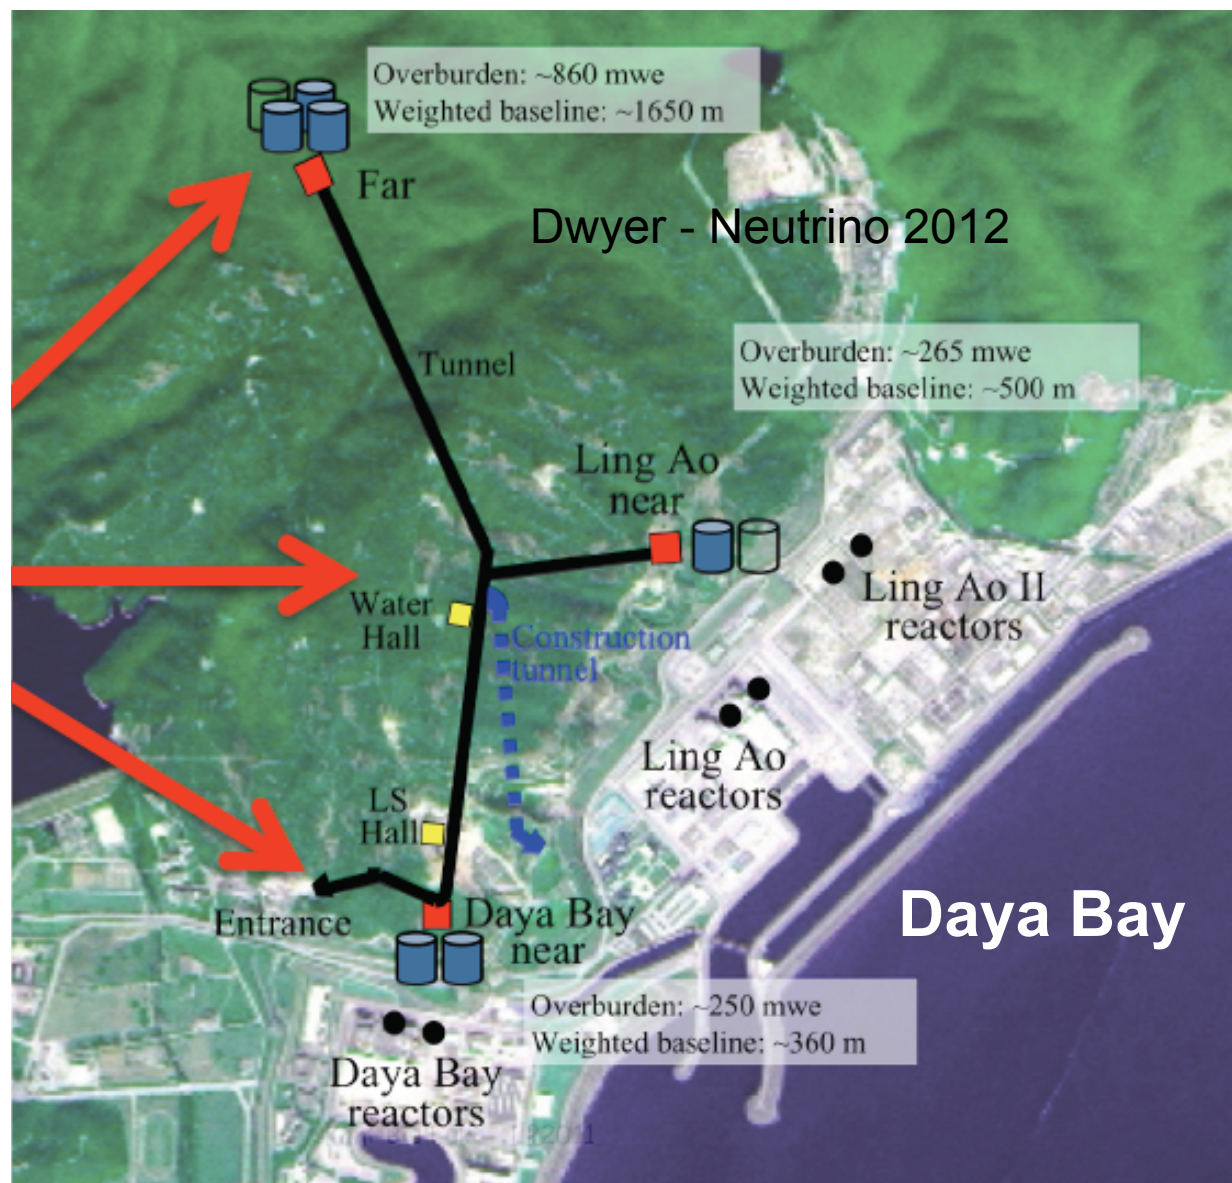 Overburden: ~860 mwe
Weighted baseline: ~1650 m
Far
Dwyer - Neutrino 2012
Tunnel
Overburden: ~265 mwe
Weighted baseline: ~500 m
Ling Ao
near
Ling Ao II
reactors
Water
Hall
Construction
tunnel
Ling Ao
reactors
LS
Hall
Entrance
Daya Bay
near
Daya Bay
Overburden: ~250 mwe
Weighted baseline: ~360 m
Daya Bay
reactors